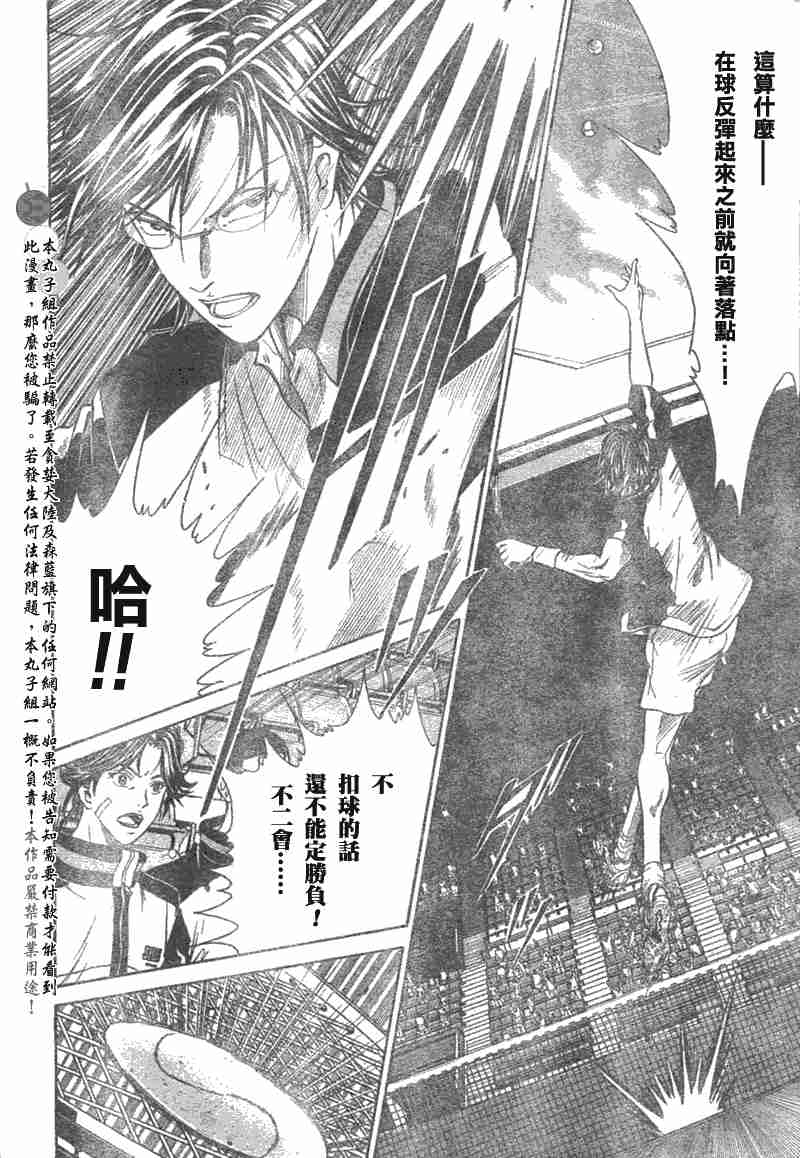 這算什麼——
在球反彈起來之前就向著落點…！
哈!!
不
扣球的話
還不能定勝負！
不二會……
本丸子組作品禁止轉載至貪婪大陸及森藍旗下的任何網站。如果您被告知需要付款才能看到
此漫畫，那麼您被騙了。若發生任何法律問題，本丸子組一概不負責！本作品嚴禁商業用途！